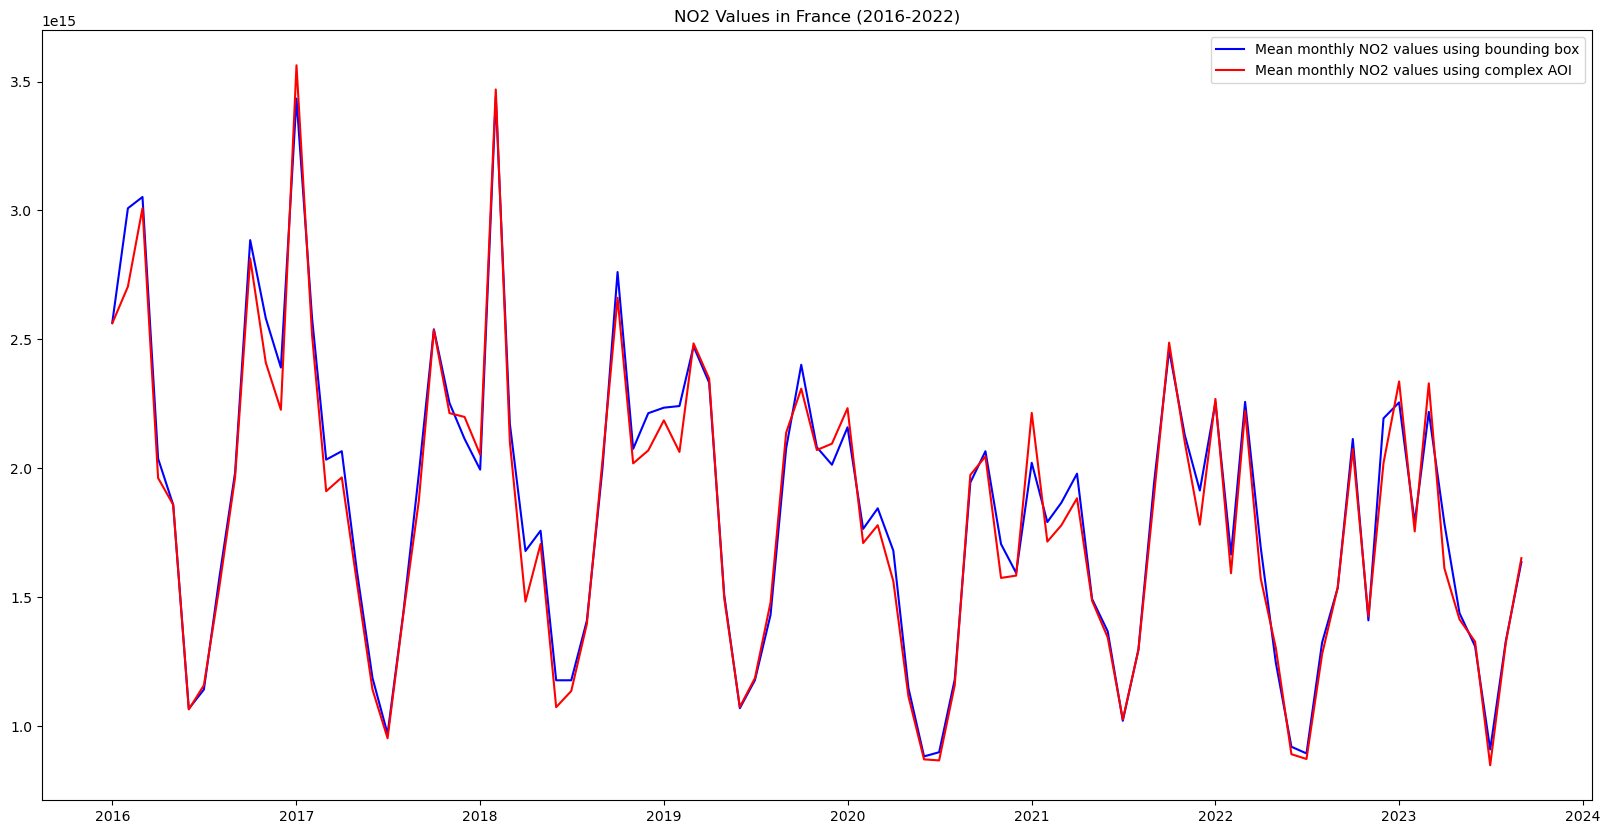 NO2 Values in France (2016-2022)
1e15
Mean monthly NO2 values using bounding box
Mean monthly NO2 values using complex AOI
3.5
3.0
2.5
2.0
1.5
1.0
2016 2017 2018 2019 2020 2021 2022 2023 2024